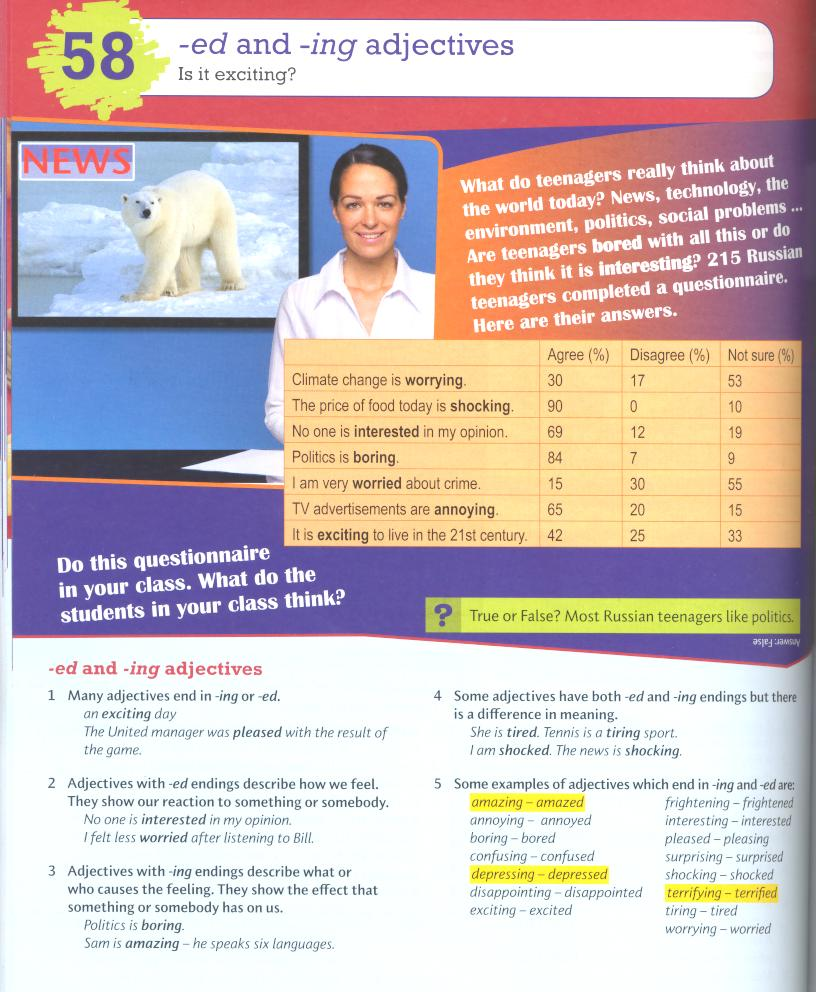 58
-ed and -ing adjectives
Is it exciting?
NEWS
What do teenagers really think about
the world today? News, technology, the
environment, politics, social problems ...
Are teenagers bored with all this or do
they think it is interesting? 215 Russian
teenagers completed a questionnaire.
Here are their answers.
Agree (%) Disagree (%) Not sure (%)
Climate change is worrying. 30 17 53
The price of food today is shocking. 90 0 10
No one is interested in my opinion. 69 12 19
Politics is boring. 84 7 9
I am very worried about crime. 15 30 55
TV advertisements are annoying. 65 20 15
It is exciting to live in the 21st century. 42 25 33
Do this questionnaire
in your class. What do the
students in your class think?
? True or False? Most Russian teenagers like politics.
Answer: False
-ed and -ing adjectives
1 Many adjectives end in -ing or -ed.
an exciting day
The United manager was pleased with the result of
the game.
2 Adjectives with -ed endings describe how we feel.
They show our reaction to something or somebody.
No one is interested in my opinion.
I felt less worried after listening to Bill.
3 Adjectives with -ing endings describe what or
who causes the feeling. They show the effect that
something or somebody has on us.
Politics is boring.
Sam is amazing – he speaks six languages.
4 Some adjectives have both -ed and -ing endings but there
is a difference in meaning.
She is tired. Tennis is a tiring sport.
I am shocked. The news is shocking.
5 Some examples of adjectives which end in -ing and -ed are:
amazing – amazed
annoying – annoyed
boring – bored
confusing – confused
depressing – depressed
disappointing – disappointed
exciting – excited
frightening – frightened
interesting – interested
pleased – pleasing
surprising – surprised
shocking – shocked
terrifying – terrified
tiring – tired
worrying – worried